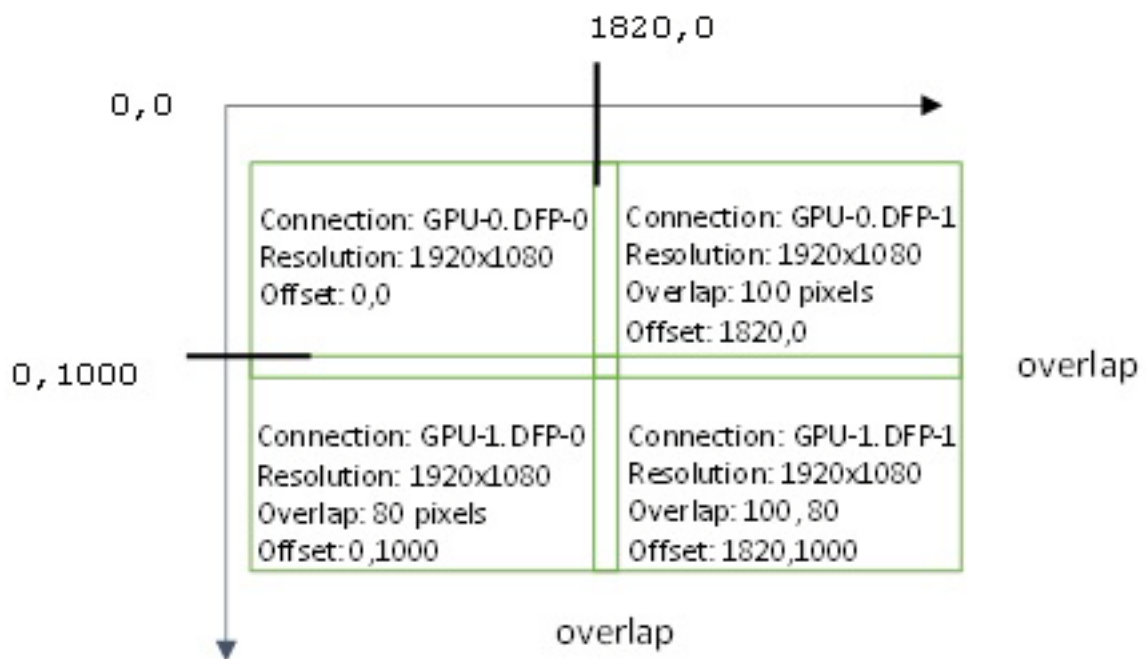 1820,0
0,0
Connection: GPU-0.DFP-0
Resolution: 1920x1080
Offset: 0,0
Connection: GPU-0.DFP-1
Resolution: 1920x1080
Overlap: 100 pixels
Offset: 1820,0
0,1000
overlap
Connection: GPU-1.DFP-0
Resolution: 1920x1080
Overlap: 80 pixels
Offset: 0,1000
Connection: GPU-1.DFP-1
Resolution: 1920x1080
Overlap: 100, 80
Offset: 1820,1000
overlap